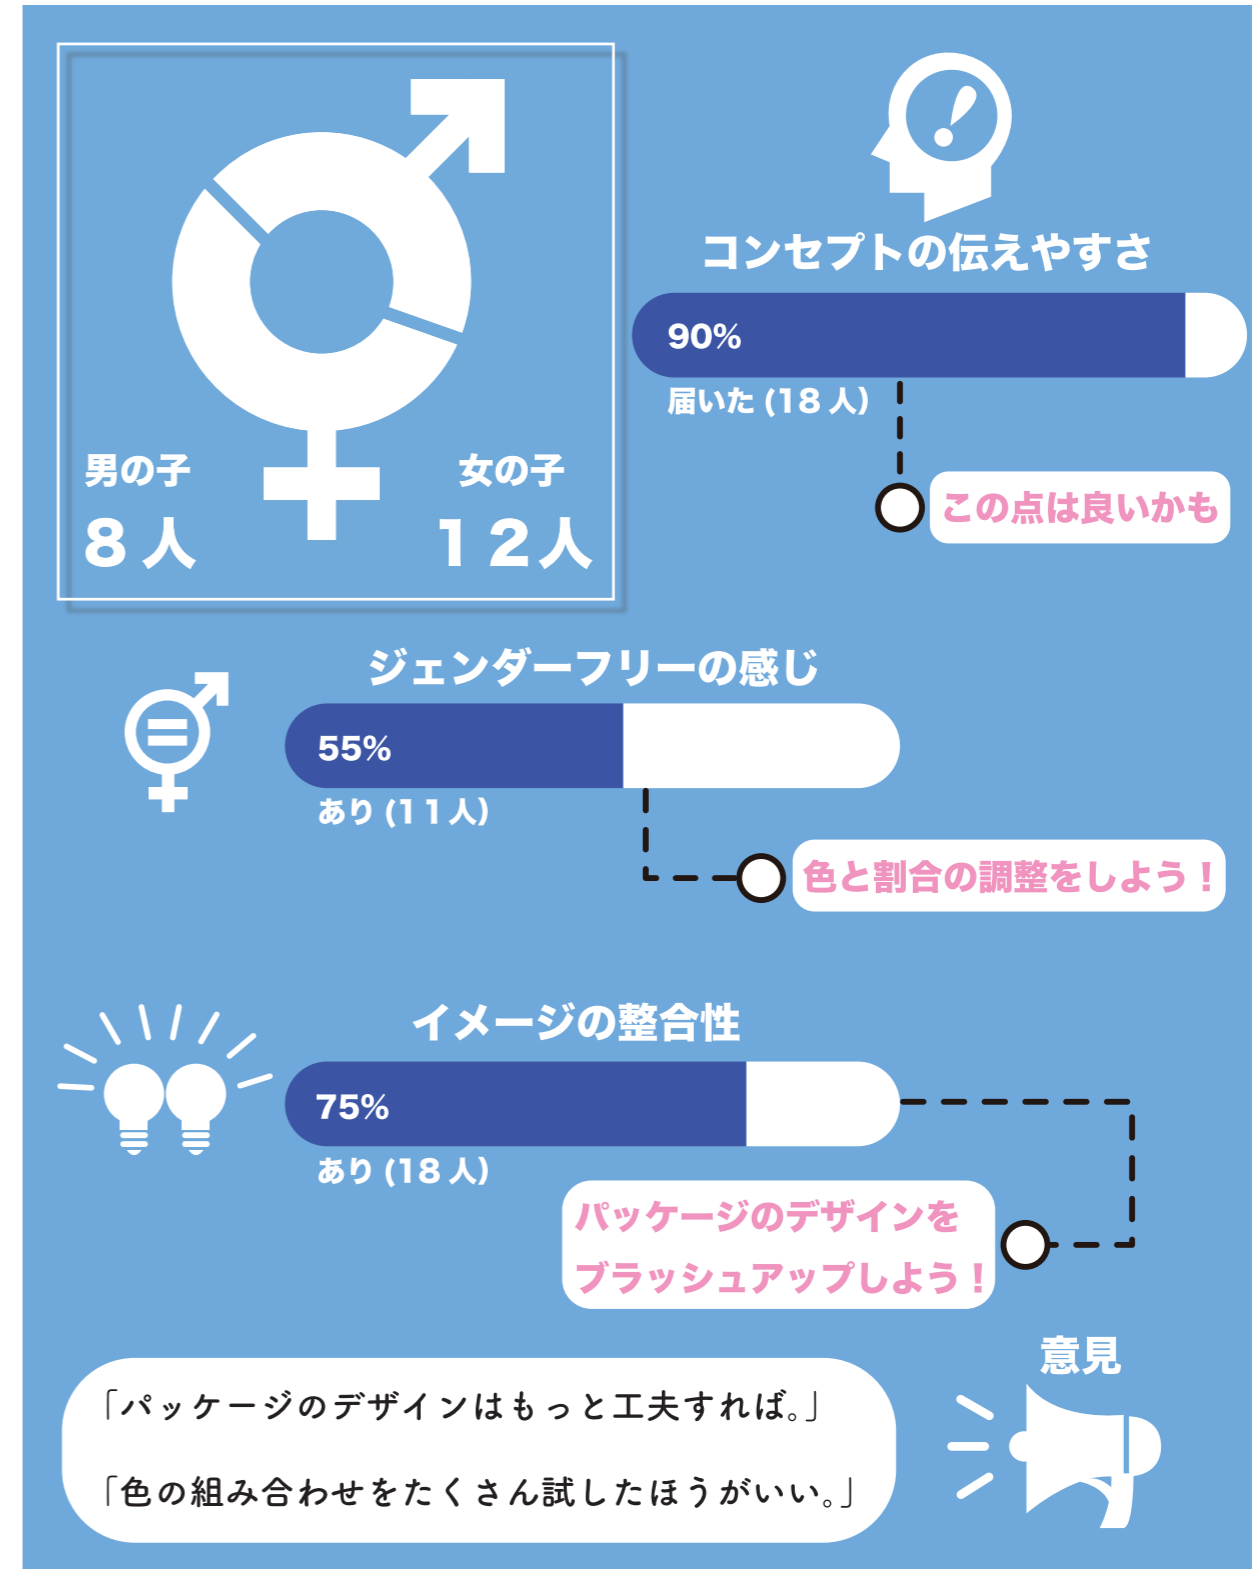 男の子
8 人
女の子
１２人
コンセプトの伝えやすさ
90%
届いた (18 人）
この点は良いかも
ジェンダーフリーの感じ
55%
あり (1１人）
色と割合の調整をしよう！
イメージの整合性
75%
あり (18 人）
パッケージのデザインを
ブラッシュアップしよう！
意見
「パッケージのデザインはもっと工夫すれば。」
「色の組み合わせをたくさん試したほうがいい。」